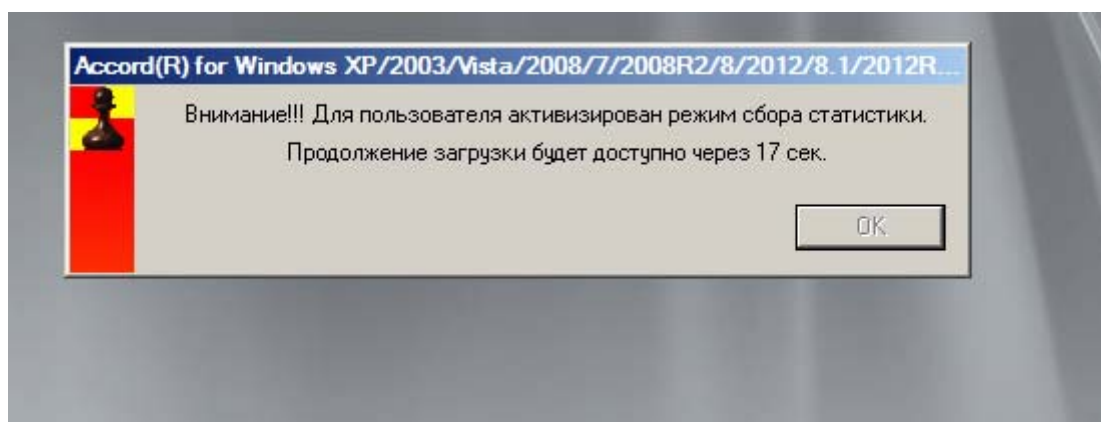 Accord(R) for Windows XP/2003/Vista/2008/7/2008R2/8/2012/8.1/2012R...
Внимание!!! Для пользователя активизирован режим сбора статистики.
Продолжение загрузки будет доступно через 17 сек.
OK